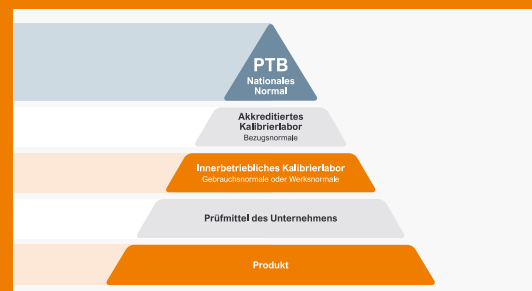 PTB
Nationales
Normal
Akkreditiertes
Kalibrierlabor
Bezugsnormale
Innerbetriebliches Kalibrierlabor
Gebrauchsnormale oder Werksnormale
Prüfmittel des Unternehmens
Produkt